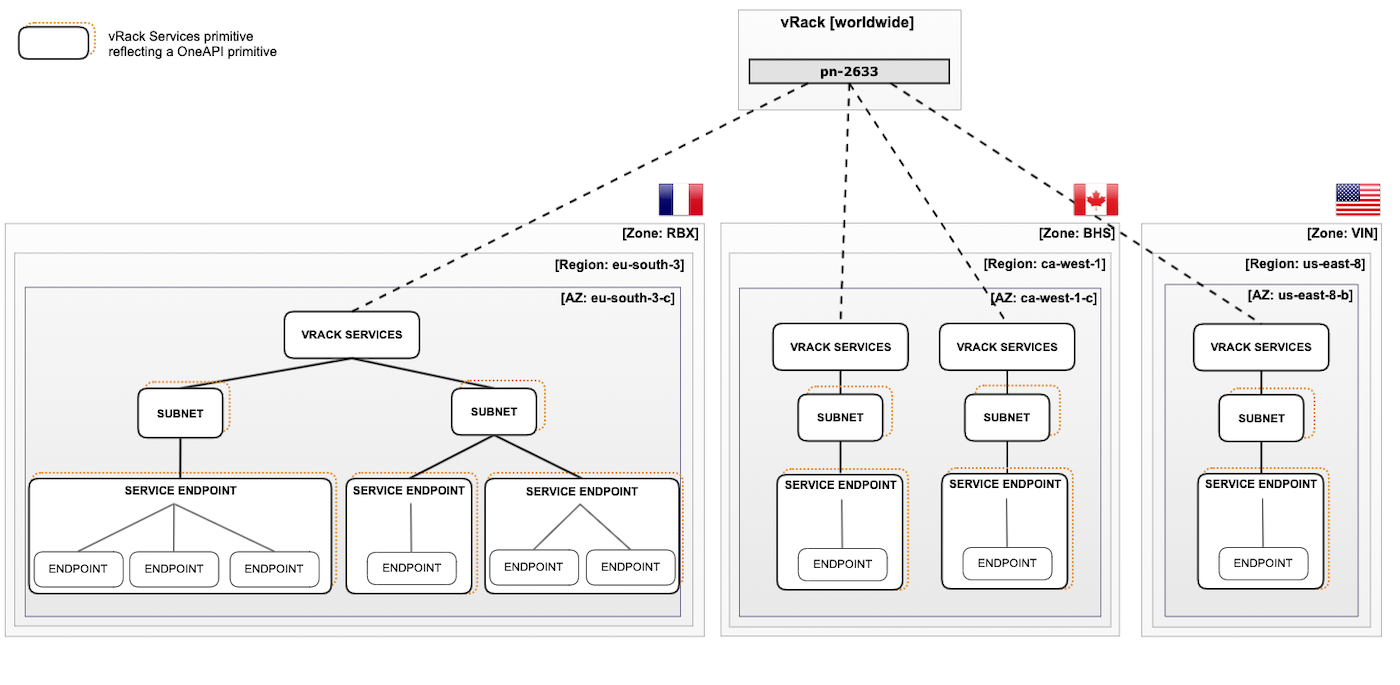 vRack Services primitive
reflecting a OneAPI primitive
vRack [worldwide]
pn-2633
[Zone: RBX]
[Region: eu-south-3]
[AZ: eu-south-3-c]
VRACK SERVICES
SUBNET
SUBNET
SERVICE ENDPOINT
ENDPOINT
ENDPOINT
ENDPOINT
SERVICE ENDPOINT
ENDPOINT
SERVICE ENDPOINT
ENDPOINT
ENDPOINT
[Zone: BHS]
[Region: ca-west-1]
[AZ: ca-west-1-c]
VRACK SERVICES
SUBNET
SERVICE ENDPOINT
ENDPOINT
VRACK SERVICES
SUBNET
SERVICE ENDPOINT
ENDPOINT
[Zone: VIN]
[Region: us-east-8]
[AZ: us-east-8-b]
VRACK SERVICES
SUBNET
SERVICE ENDPOINT
ENDPOINT